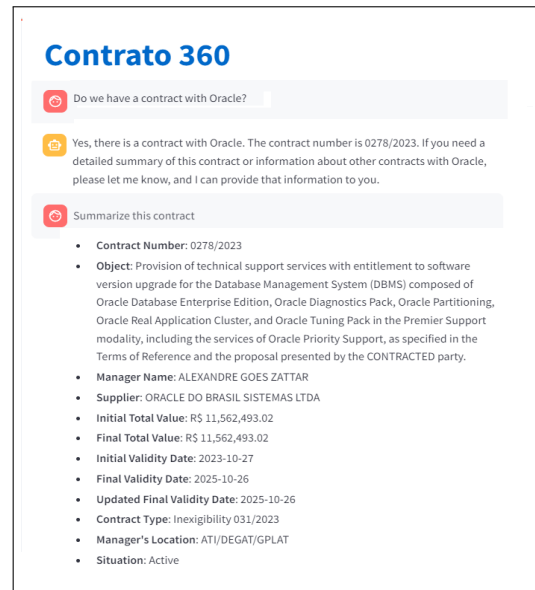 Contrato 360
Do we have a contract with Oracle?
Yes, there is a contract with Oracle. The contract number is 0278/2023. If you need a
detailed summary of this contract or information about other contracts with Oracle,
please let me know, and I can provide that information to you.
Summarize this contract
• Contract Number: 0278/2023
• Object: Provision of technical support services with entitlement to software
version upgrade for the Database Management System (DBMS) composed of
Oracle Database Enterprise Edition, Oracle Diagnostics Pack, Oracle Partitioning,
Oracle Real Application Cluster, and Oracle Tuning Pack in the Premier Support
modality, including the services of Oracle Priority Support, as specified in the
Terms of Reference and the proposal presented by the CONTRACTED party.
• Manager Name: ALEXANDRE GOES ZATTAR
• Supplier: ORACLE DO BRASIL SISTEMAS LTDA
• Initial Total Value: R$ 11,562,493.02
• Final Total Value: R$ 11,562,493.02
• Initial Validity Date: 2023-10-27
• Final Validity Date: 2025-10-26
• Updated Final Validity Date: 2025-10-26
• Contract Type: Inexigibility 031/2023
• Manager's Location: ATI/DEGAT/GPLAT
• Situation: Active